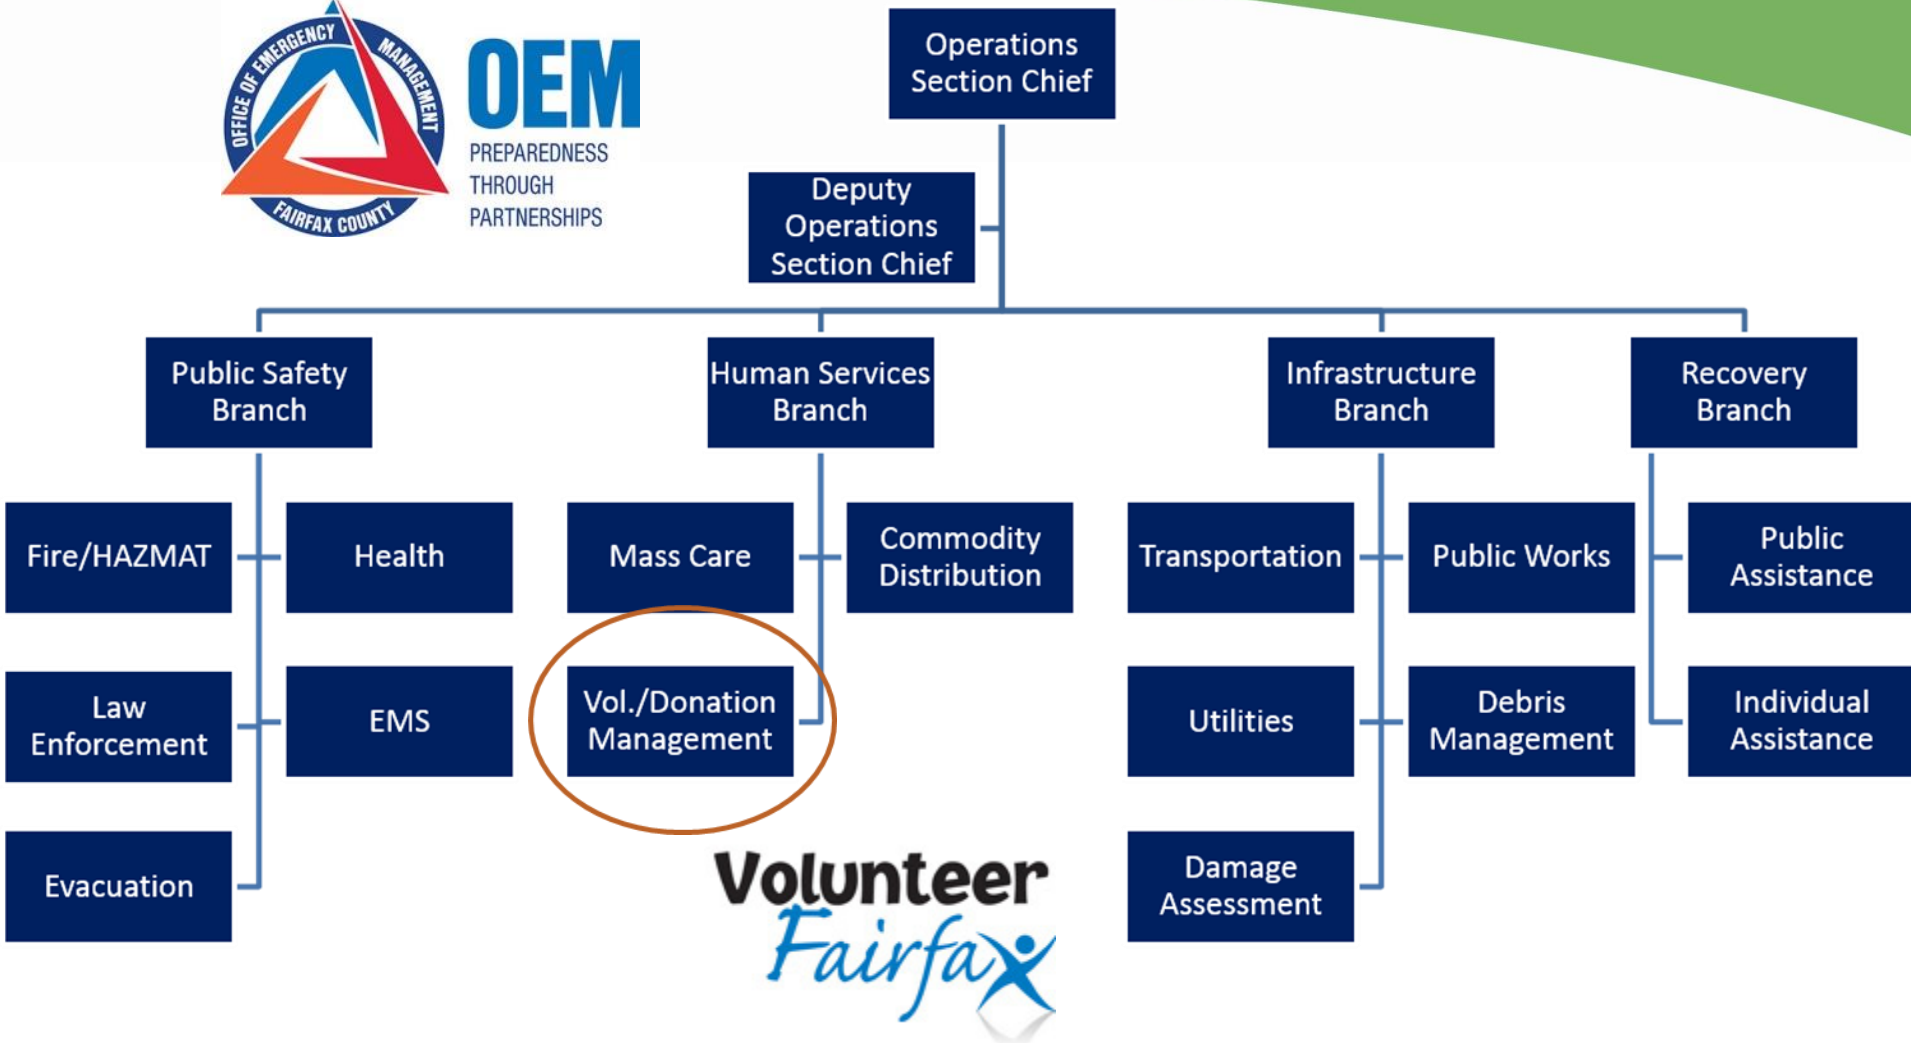 OFFICE OF EMERGENCY MANAGEMENT
FAIRFAX COUNTY
OEM
PREPAREDNESS
THROUGH
PARTNERSHIPS
Operations
Section Chief
Deputy
Operations
Section Chief
Public Safety
Branch
Human Services
Branch
Infrastructure
Branch
Recovery
Branch
Fire/HAZMAT
Health
Mass Care
Commodity
Distribution
Transportation
Public Works
Public
Assistance
Law
Enforcement
EMS
Vol./Donation
Management
Utilities
Debris
Management
Individual
Assistance
Evacuation
Damage
Assessment
Volunteer
Fairfax